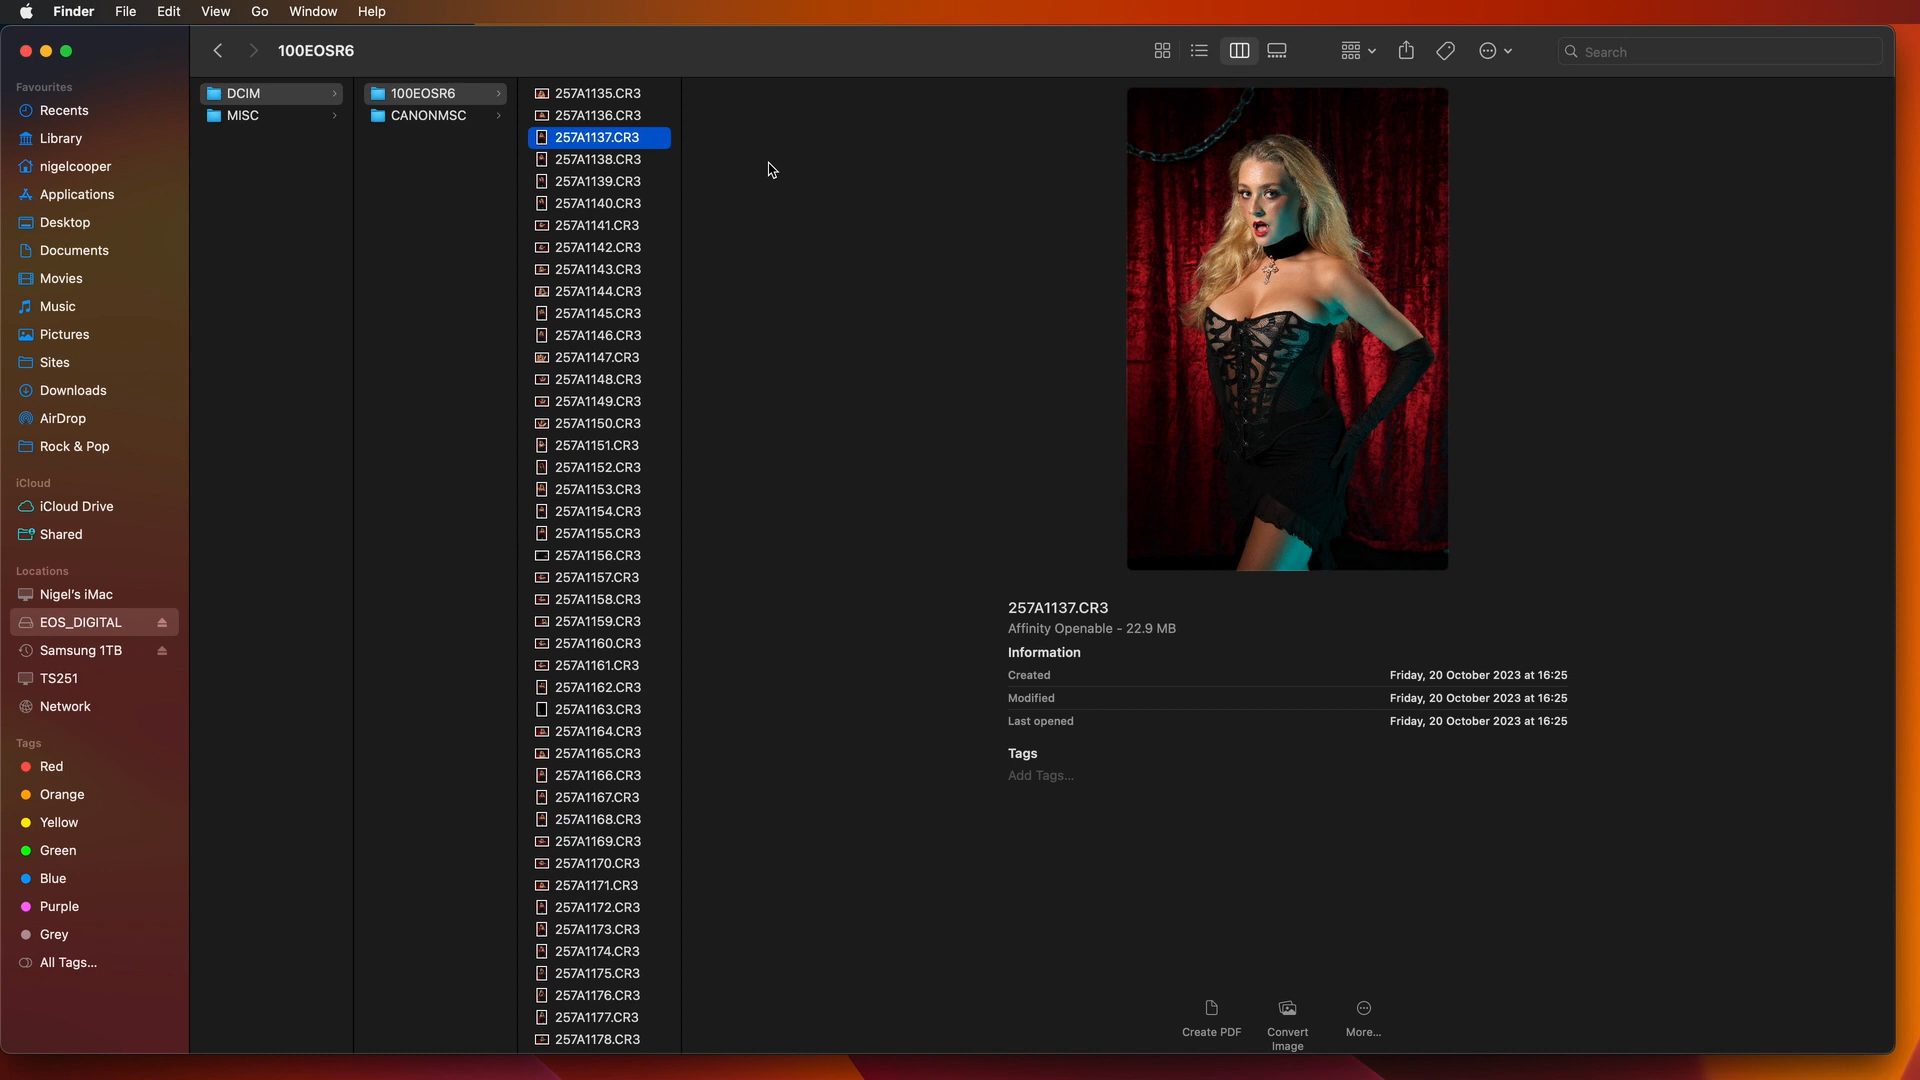 Finder File Edit View Go Window Help
100EOSR6
Search
Favourites
Recents
Library
nigelcooper
Applications
Desktop
Documents
Movies
Music
Pictures
Sites
Downloads
AirDrop
Rock & Pop
iCloud
iCloud Drive
Shared
Locations
Nigel's iMac
EOS_DIGITAL
Samsung 1TB
TS251
Network
Tags
Red
Orange
Yellow
Green
Blue
Purple
Grey
All Tags...
DCIM
MISC
100EOSR6
CANONMSC
257A1135.CR3
257A1136.CR3
257A1137.CR3
257A1138.CR3
257A1139.CR3
257A1140.CR3
257A1141.CR3
257A1142.CR3
257A1143.CR3
257A1144.CR3
257A1145.CR3
257A1146.CR3
257A1147.CR3
257A1148.CR3
257A1149.CR3
257A1150.CR3
257A1151.CR3
257A1152.CR3
257A1153.CR3
257A1154.CR3
257A1155.CR3
257A1156.CR3
257A1157.CR3
257A1158.CR3
257A1159.CR3
257A1160.CR3
257A1161.CR3
257A1162.CR3
257A1163.CR3
257A1164.CR3
257A1165.CR3
257A1166.CR3
257A1167.CR3
257A1168.CR3
257A1169.CR3
257A1170.CR3
257A1171.CR3
257A1172.CR3
257A1173.CR3
257A1174.CR3
257A1175.CR3
257A1176.CR3
257A1177.CR3
257A1178.CR3
257A1137.CR3
Affinity Openable - 22.9 MB
Information
Created Friday, 20 October 2023 at 16:25
Modified Friday, 20 October 2023 at 16:25
Last opened Friday, 20 October 2023 at 16:25
Tags
Add Tags...
Create PDF
Convert
Image
More...